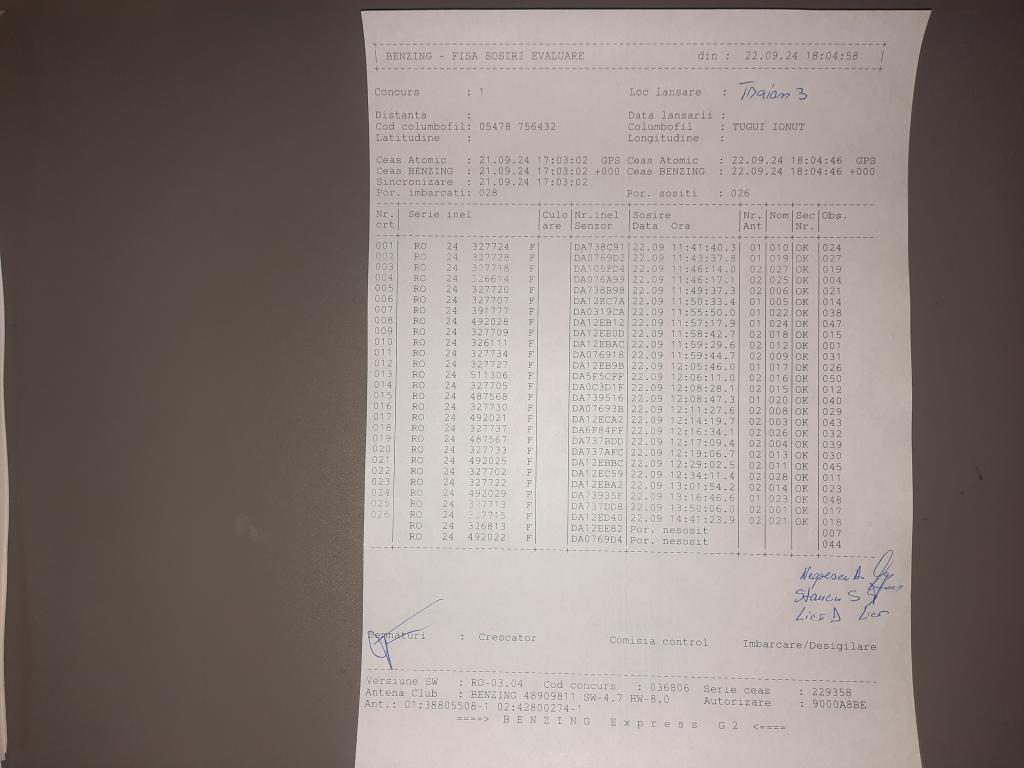 BENZING - FISA SOSIRI EVALUARE din : 22.09.24 18:04:58
Concurs : 1 Loc lansare : Traian 3
Distanta : Data lansarii :
Cod columbofil: 05478 756432 Columbofil : TUGUI IONUT
Latitudine : Longitudine :
Ceas Atomic : 21.09.24 17:03:02 GPS Ceas Atomic : 22.09.24 18:04:46 GPS
Ceas BENZING : 21.09.24 17:03:02 +000 Ceas BENZING : 22.09.24 18:04:46 +000
Sincronizare : 21.09.24 17:03:02
Por. imbarcati: 028 Por. sositi : 026
Nr. Serie inel Culo Nr.inel Sosire Nr. Nom Sec Obs.
crt are Senzor Data Ora Ant Nr.
001 RO 24 327724 F DA738C91 22.09 11:41:40.3 01 010 OK 024
002 RO 24 327728 F DA0769D2 22.09 11:43:37.8 01 019 OK 027
003 RO 24 327718 F DA105FD4 22.09 11:46:14.0 02 027 OK 019
004 RO 24 326614 F DA076A99 22.09 11:46:17.1 02 025 OK 004
005 RO 24 327720 F DA738B98 22.09 11:49:37.3 02 006 OK 021
006 RO 24 327707 F DA12EC7A 22.09 11:50:33.4 01 005 OK 014
007 RO 24 391777 F DA0319CA 22.09 11:55:50.0 01 022 OK 038
008 RO 24 492028 F DA12EB12 22.09 11:57:17.9 01 024 OK 047
009 RO 24 327709 F DA12EE0D 22.09 11:58:42.7 02 018 OK 015
010 RO 24 326111 F DA12EBAC 22.09 11:59:29.6 02 012 OK 001
011 RO 24 327734 F DA076918 22.09 11:59:44.7 02 009 OK 031
012 RO 24 327727 F DA12EB9B 22.09 12:05:46.0 01 017 OK 026
013 RO 24 511306 F DA5F5CFF 22.09 12:06:11.0 02 016 OK 050
014 RO 24 327705 F DA0C3D1F 22.09 12:08:28.1 02 015 OK 012
015 RO 24 487568 F DA739516 22.09 12:08:47.3 01 020 OK 040
016 RO 24 327730 F DA07693B 22.09 12:11:27.6 02 008 OK 029
017 RO 24 492021 F DA12ECA2 22.09 12:14:19.7 02 003 OK 043
018 RO 24 327737 F DA6F84FF 22.09 12:16:34.1 02 026 OK 032
019 RO 24 487567 F DA737BDD 22.09 12:17:09.4 02 004 OK 039
020 RO 24 327733 F DA737AFC 22.09 12:19:06.7 02 013 OK 030
021 RO 24 492025 F DA12EBBC 22.09 12:29:02.5 02 011 OK 045
022 RO 24 327702 F DA12EC59 22.09 12:34:11.4 02 028 OK 011
023 RO 24 327722 F DA12EBA2 22.09 13:01:54.2 02 014 OK 023
024 RO 24 492029 F DA73935F 22.09 13:16:46.6 01 023 OK 048
025 RO 24 327713 F DA737DD8 22.09 13:50:06.0 02 001 OK 017
026 RO 24 327715 F DA12ED40 22.09 14:41:23.9 02 021 OK 018
RO 24 326813 F DA12EE82 Por. nesosit 007
RO 24 492022 F DA0769D4 Por. nesosit 044
Negoescu A.
Stancu S
Lica D
Semnaturi : Crescator Comisia control Imbarcare/Desigilare
Versiune SW : RO-03.04 Cod concurs : 036806 Serie ceas : 229358
Antena Club : BENZING 48909811 SW-4.7 HW-8.0 Autorizare : 9000A8BE
Ant.: 01:38805508-1 02:42800274-1
====> B E N Z I N G E x p r e s s G 2 <====